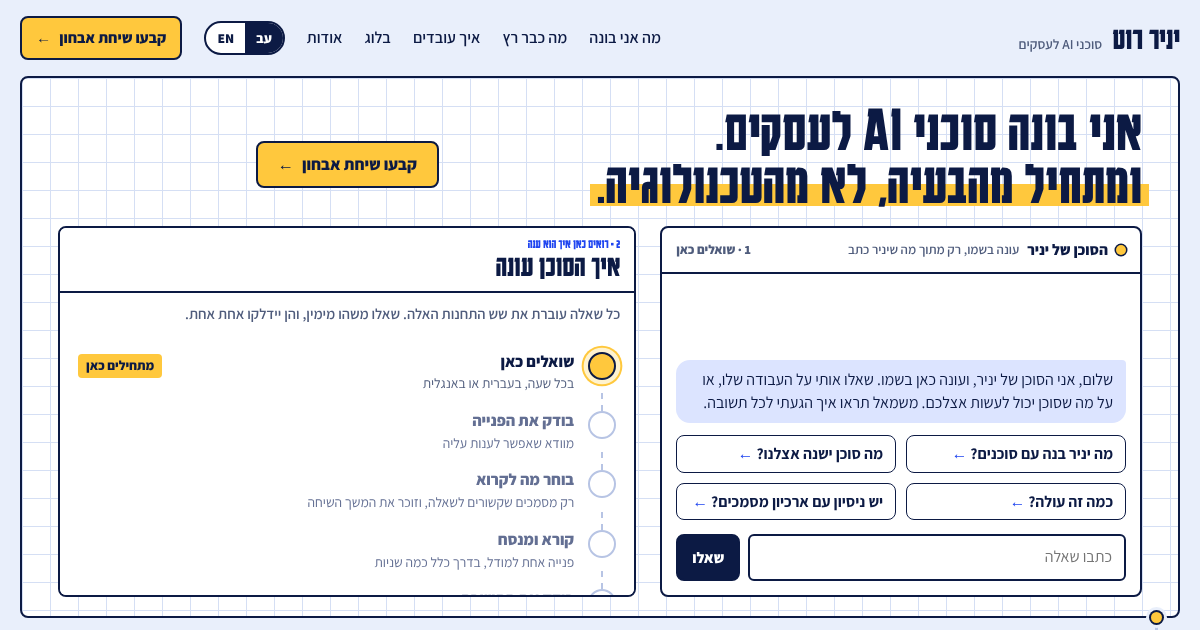 יניר רוט
סוכני AI לעסקים
מה אני בונה
מה כבר רץ
איך עובדים
בלוג
אודות
עב
EN
קבעו שיחת אבחון ←
אני בונה סוכני AI לעסקים.
ומתחיל מהבעיה, לא מהטכנולוגיה.
קבעו שיחת אבחון ←
הסוכן של יניר
עונה בשמו, רק מתוך מה שיניר כתב
1 · שואלים כאן
שלום, אני הסוכן של יניר, ועונה כאן בשמו. שאלו אותי על העבודה שלו, או
על מה שסוכן יכול לעשות אצלכם. משמאל תראו איך הגעתי לכל תשובה.
מה יניר בנה עם סוכנים? ←
מה סוכן ישנה אצלנו? ←
כמה זה עולה? ←
יש ניסיון עם ארכיון מסמכים? ←
כתבו שאלה
שאלו
2 · רואים כאן איך הוא ענה
איך הסוכן עונה
כל שאלה עוברת את שש התחנות האלה. שאלו משהו מימין, והן יידלקו אחת אחת.
שואלים כאן
מתחילים כאן
בכל שעה, בעברית או באנגלית
בודק את הפנייה
מוודא שאפשר לענות עליה
בוחר מה לקרוא
רק מסמכים שקשורים לשאלה, וזוכר את המשך השיחה
קורא ומנסח
פנייה אחת למודל, בדרך כלל כמה שניות